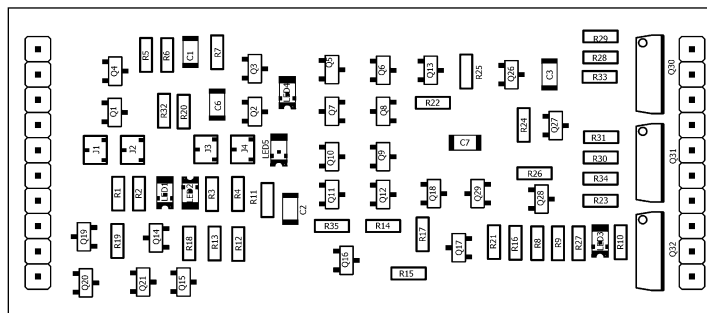 R29
Q30
R5
R6
C1
R7
Q3
Q5
Q6
Q13
R25
Q26
C3
R28
R33
Q4
LED4
Q1
R32
R20
C6
Q2
Q7
Q8
R22
R24
Q27
J1
J2
J3
J4
LED5
Q10
Q9
C7
R31
R30
Q31
R26
R34
R1
R2
LED1
LED2
R3
R4
R11
C2
Q11
Q12
Q18
Q29
Q28
R23
Q19
R19
Q14
R18
R13
R12
R35
R14
R17
Q17
R21
R16
R8
R9
R27
LED3
R10
Q32
Q16
R15
Q20
Q21
Q15